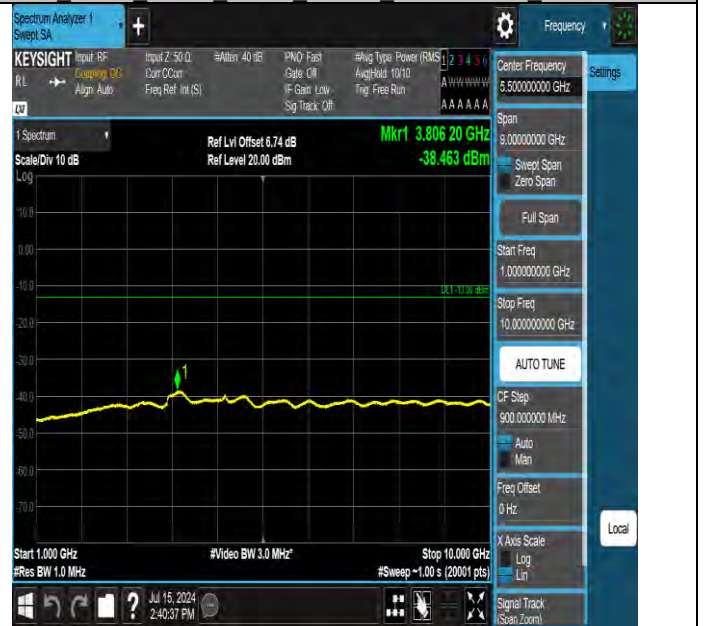 Spectrum Analyzer 1
Swept SA
+
Frequency
KEYSIGHT
RL
LXI
Input: RF
Coupling: DC
Align: Auto
Input Z: 50 Ω
Corr CCorr
Freq Ref: Int (S)
#Atten: 40 dB
PNO: Fast
Gate: Off
IF Gain: Low
Sig Track: Off
#Avg Type: Power (RMS
Avg|Hold: 10/10
Trig: Free Run
1 2 3 4 5 6
A W W W W W
A A A A A A
1 Spectrum
Scale/Div 10 dB
Log
Ref Lvl Offset 6.74 dB
Ref Level 20.00 dBm
Mkr1 3.806 20 GHz
-38.463 dBm
10.0
0.00
-10.0
-20.0
-30.0
-40.0
-50.0
-60.0
-70.0
DL1 -13.00 dBm
1
Start 1.000 GHz
#Res BW 1.0 MHz
#Video BW 3.0 MHz*
Stop 10.000 GHz
#Sweep ~1.00 s (20001 pts)
Jul 15, 2024
2:40:37 PM
Center Frequency
5.500000000 GHz
Settings
Span
9.00000000 GHz
Swept Span
Zero Span
Full Span
Start Freq
1.000000000 GHz
Stop Freq
10.000000000 GHz
AUTO TUNE
CF Step
900.000000 MHz
Auto
Man
Freq Offset
0 Hz
X Axis Scale
Log
Lin
Signal Track
(Span Zoom)
Local